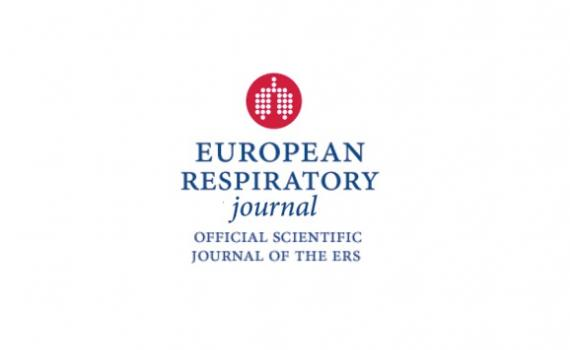 EUROPEAN
RESPIRATORY
journal
OFFICIAL SCIENTIFIC
JOURNAL OF THE ERS